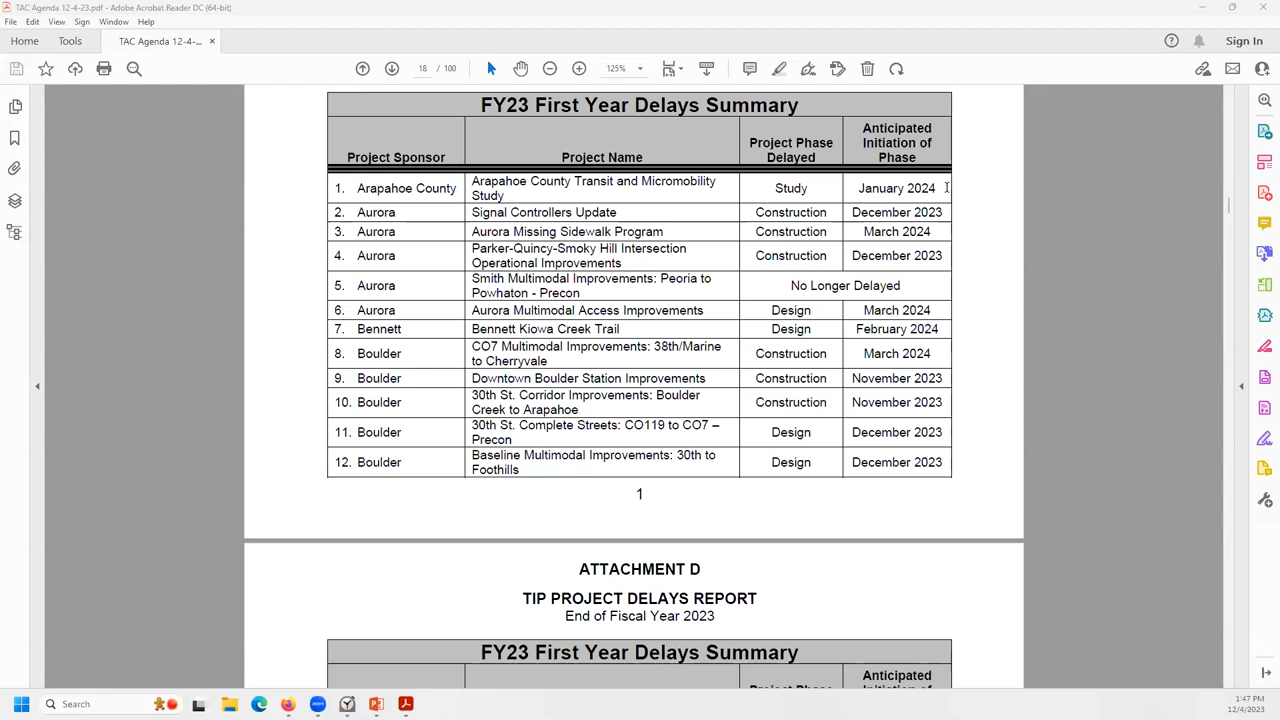 TAC Agenda 12-4-23.pdf - Adobe Acrobat Reader DC (64-bit)
File Edit View Sign Window Help
Home Tools TAC Agenda 12-4-... × Sign In
18 / 100 125%
FY23 First Year Delays Summary
Project Sponsor Project Name Project Phase Delayed Anticipated Initiation of Phase
1. Arapahoe County Arapahoe County Transit and Micromobility Study Study January 2024
2. Aurora Signal Controllers Update Construction December 2023
3. Aurora Aurora Missing Sidewalk Program Construction March 2024
4. Aurora Parker-Quincy-Smoky Hill Intersection Operational Improvements Construction December 2023
5. Aurora Smith Multimodal Improvements: Peoria to Powhaton - Precon No Longer Delayed
6. Aurora Aurora Multimodal Access Improvements Design March 2024
7. Bennett Bennett Kiowa Creek Trail Design February 2024
8. Boulder CO7 Multimodal Improvements: 38th/Marine to Cherryvale Construction March 2024
9. Boulder Downtown Boulder Station Improvements Construction November 2023
10. Boulder 30th St. Corridor Improvements: Boulder Creek to Arapahoe Construction November 2023
11. Boulder 30th St. Complete Streets: CO119 to CO7 – Precon Design December 2023
12. Boulder Baseline Multimodal Improvements: 30th to Foothills Design December 2023
1
ATTACHMENT D
TIP PROJECT DELAYS REPORT
End of Fiscal Year 2023
FY23 First Year Delays Summary
Anticipated
Project Phase Initiation of
Search
1:47 PM
12/4/2023